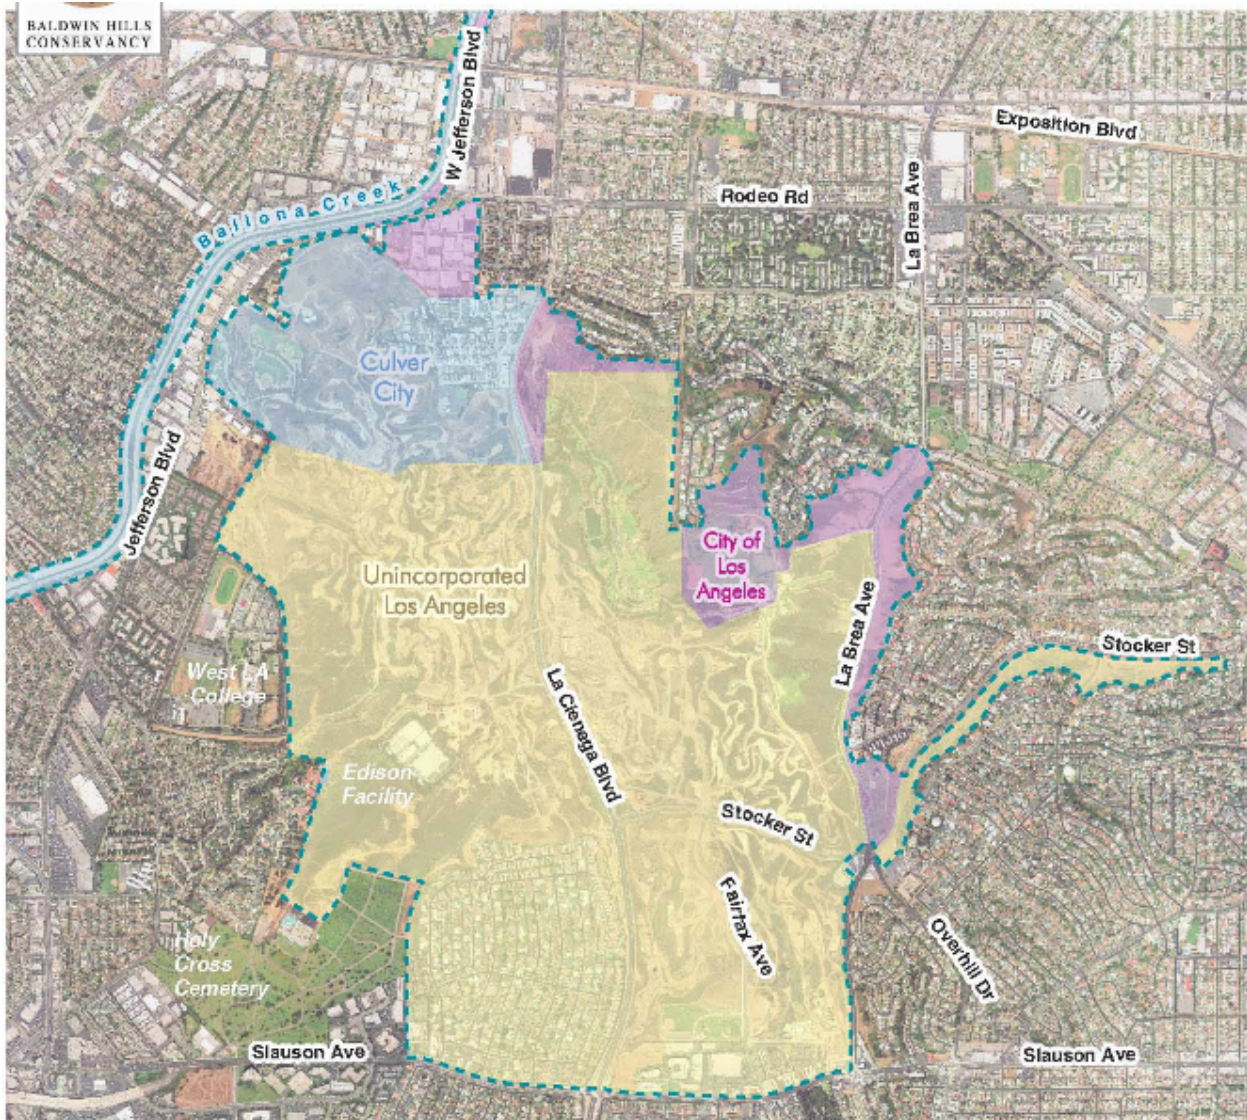 BALDWIN HILLS
CONSERVANCY
W Jefferson Blvd
Exposition Blvd
La Brea Ave
Rodeo Rd
Ballona Creek
Culver
City
Jefferson Blvd
City of
Los
Angeles
Unincorporated
Los Angeles
La Brea Ave
Stocker St
West LA
College
La Cienega Blvd
Edison
Facility
Stocker St
Fairfax Ave
Overhill Dr
Holy
Cross
Cemetery
Slauson Ave
Slauson Ave